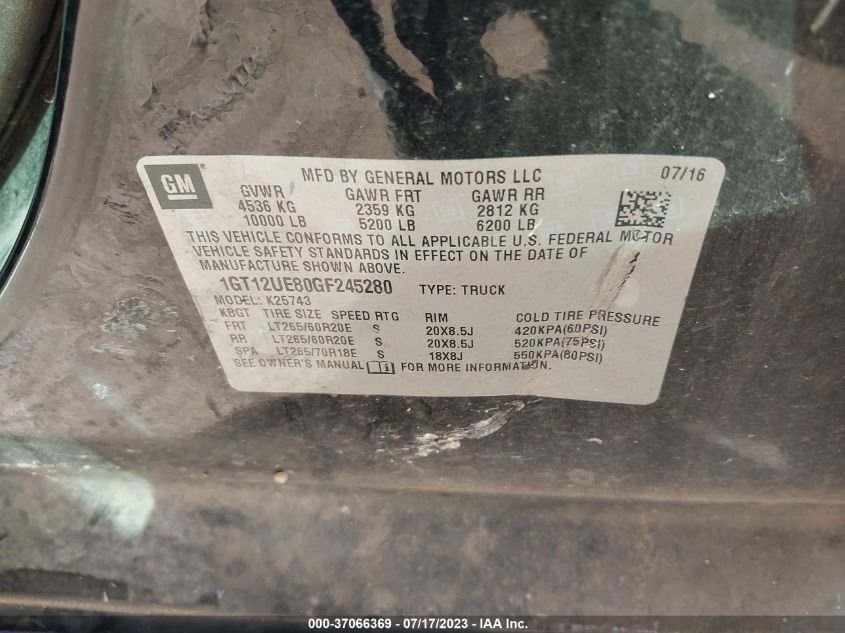 GM
MFD BY GENERAL MOTORS LLC 07/16
GVWR GAWR FRT GAWR RR
4536 KG 2359 KG 2812 KG
10000 LB 5200 LB 6200 LB
THIS VEHICLE CONFORMS TO ALL APPLICABLE U.S. FEDERAL MOTOR
VEHICLE SAFETY STANDARDS IN EFFECT ON THE DATE OF
MANUFACTURE SHOWN ABOVE.
1GT12UE80GF245280 TYPE: TRUCK
MODEL: K25743
KBGT TIRE SIZE SPEED RTG RIM COLD TIRE PRESSURE
FRT LT265/60R20E S 20X8.5J 420KPA(60PSI)
RR LT265/60R20E S 20X8.5J 520KPA(75PSI)
SPA LT265/70R18E S 18X8J 550KPA(80PSI)
SEE OWNER'S MANUAL FOR MORE INFORMATION.
000-37066369 - 07/17/2023 - IAA Inc.